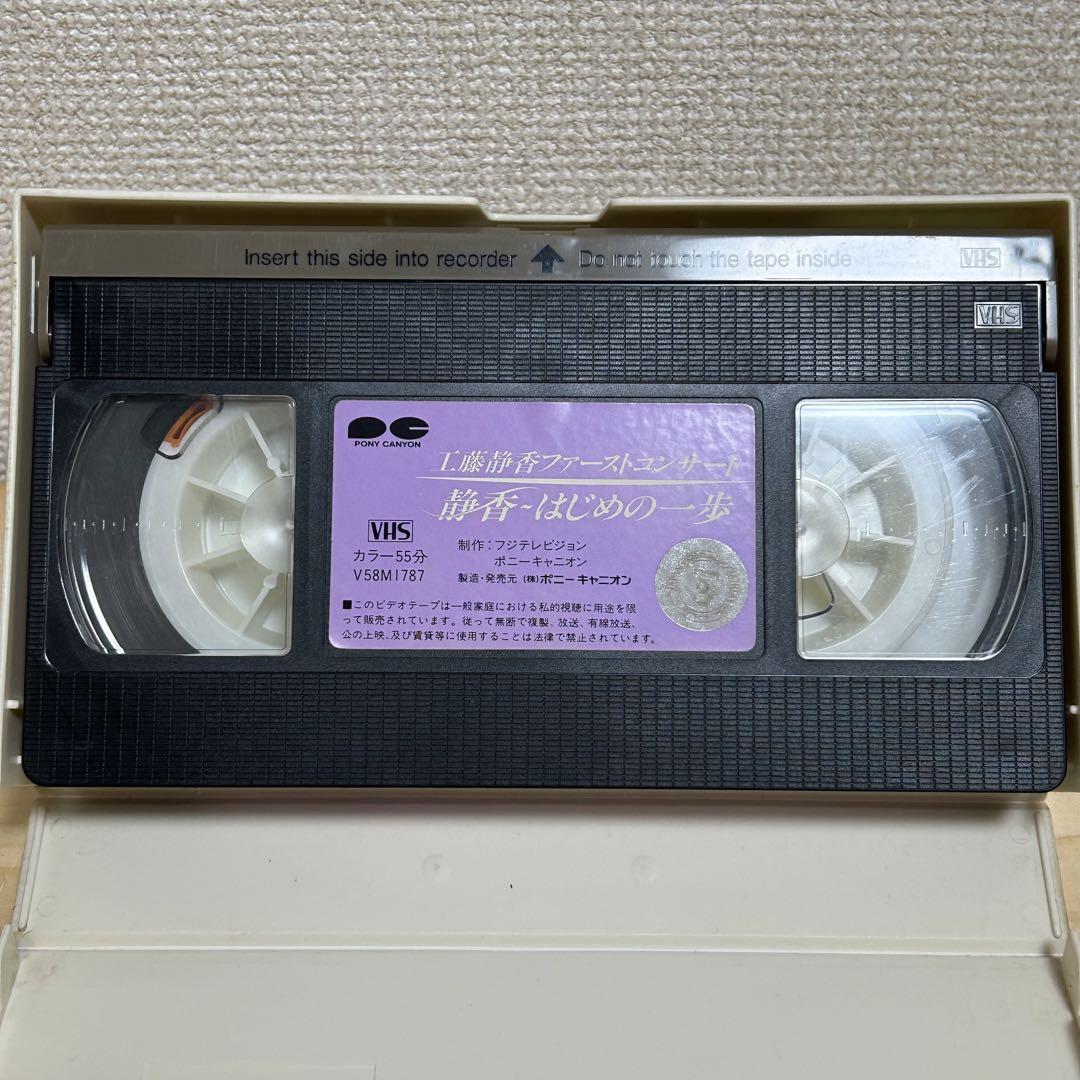 Insert this side into recorder Do not touch the tape inside VHS
VHS
PONY CANYON
工藤静香ファーストコンサート
静香~はじめの一歩
VHS
カラー55分
V58M1787
制作：フジテレビジョン
ポニーキャニオン
製造・発売元 (株)ポニーキャニオン
■このビデオテープは一般家庭における私的視聴に用途を限
って販売されています。従って無断で複製、放送、有線放送、
公の上映、及び賃貸等に使用することは法律で禁止されています。